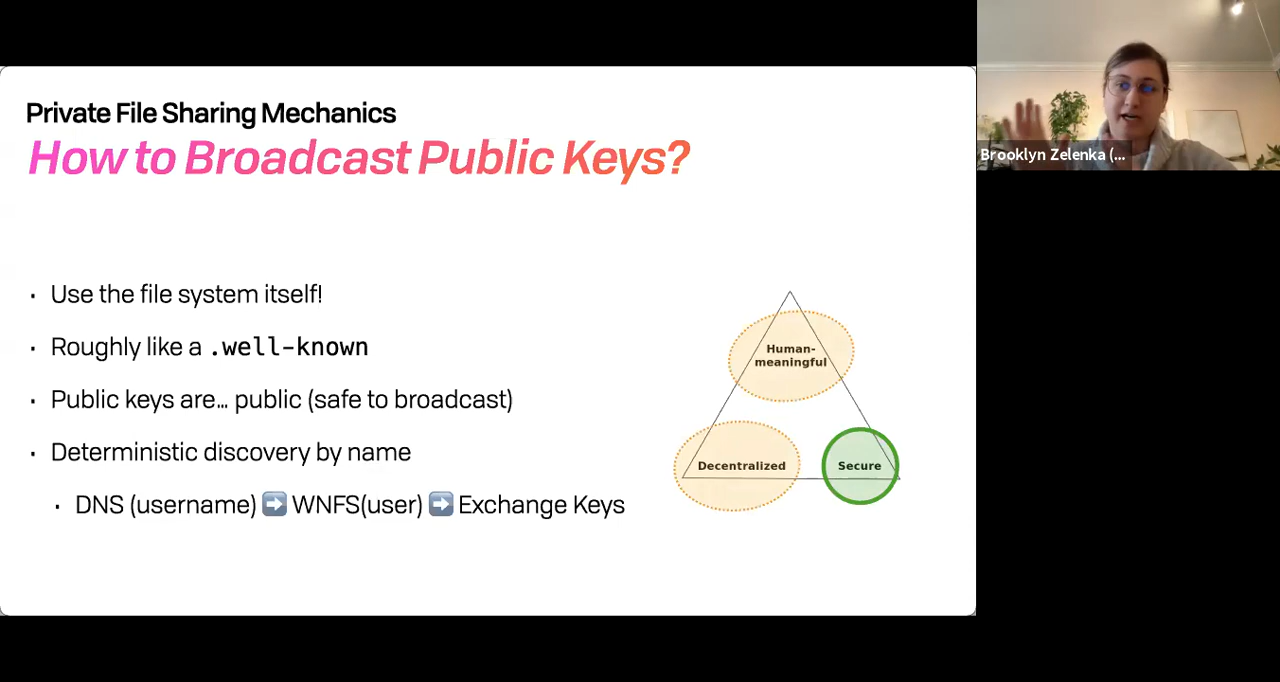 Private File Sharing Mechanics
How to Broadcast Public Keys?
· Use the file system itself!
· Roughly like a .well-known
· Public keys are… public (safe to broadcast)
· Deterministic discovery by name
· DNS (username) ➡️ WNFS(user) ➡️ Exchange Keys
Human-
meaningful
Decentralized
Secure
Brooklyn Zelenka (...